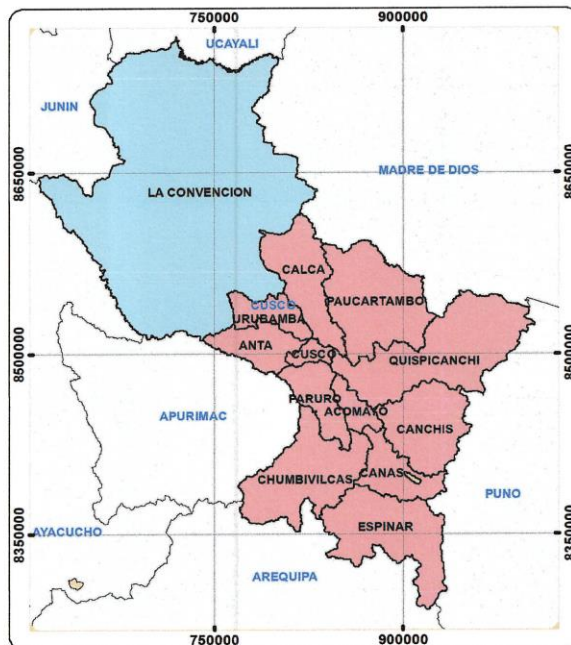 750000
900000
UCAYALI
JUNIN
8650000
8650000
MADRE DE DIOS
LA CONVENCION
CALCA
PAUCARTAMBO
CUSCO
URUBAMBA
ANTA
CUSCO
QUISPICANCHI
8500000
8500000
PARURO
ACOMAYO
APURIMAC
CANCHIS
CHUMBIVILCAS
CANAS
PUNO
AYACUCHO
ESPINAR
8350000
8350000
AREQUIPA
750000
900000